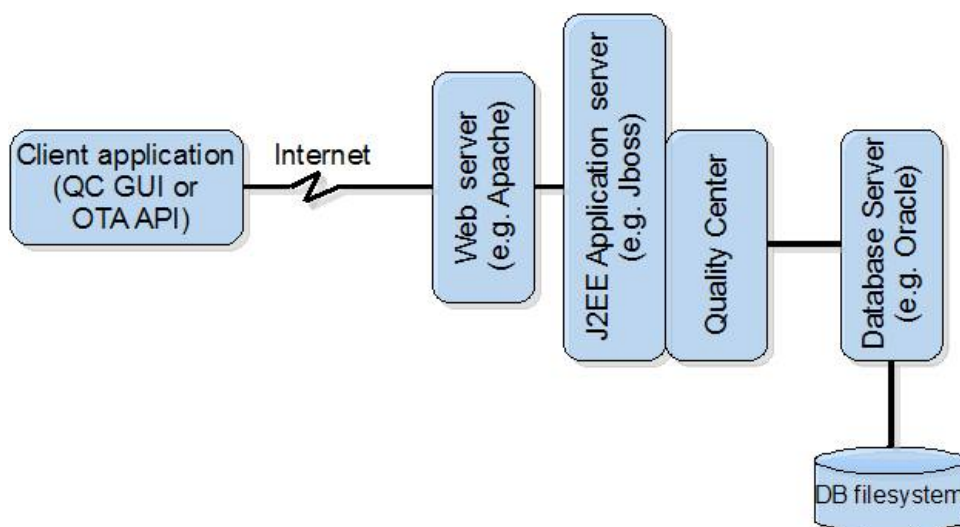 Client application
(QC GUI or
OTA API)
Internet
Web server
(e.g. Apache)
J2EE Application server
(e.g. Jboss)
Quality Center
Database Server
(e.g. Oracle)
DB filesystem